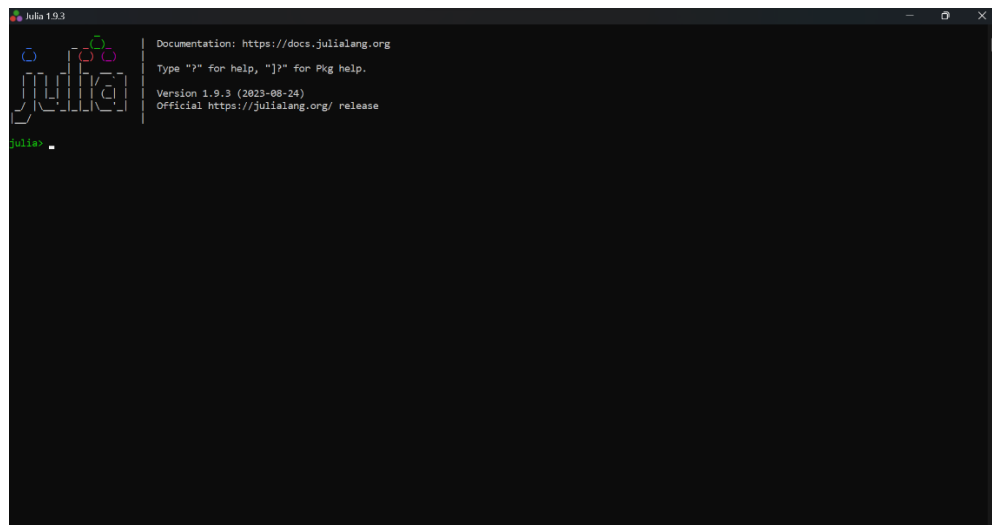 Julia 1.9.3
Documentation: https://docs.julialang.org
Type "?" for help, "]?" for Pkg help.
Version 1.9.3 (2023-08-24)
Official https://julialang.org/ release
julia
julia>